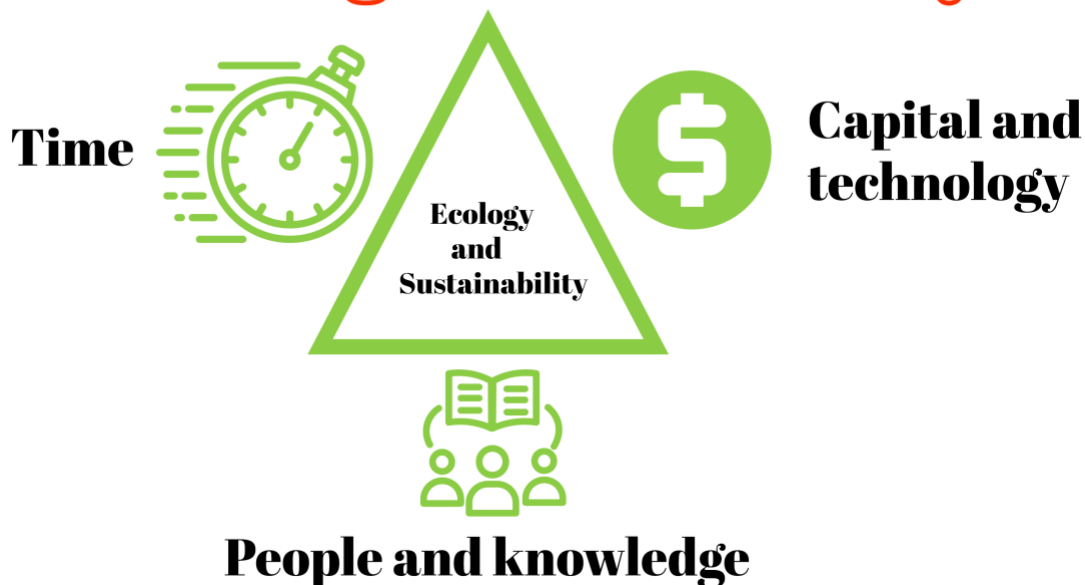 Time
Capital and
technology
Ecology
and
Sustainability
People and knowledge